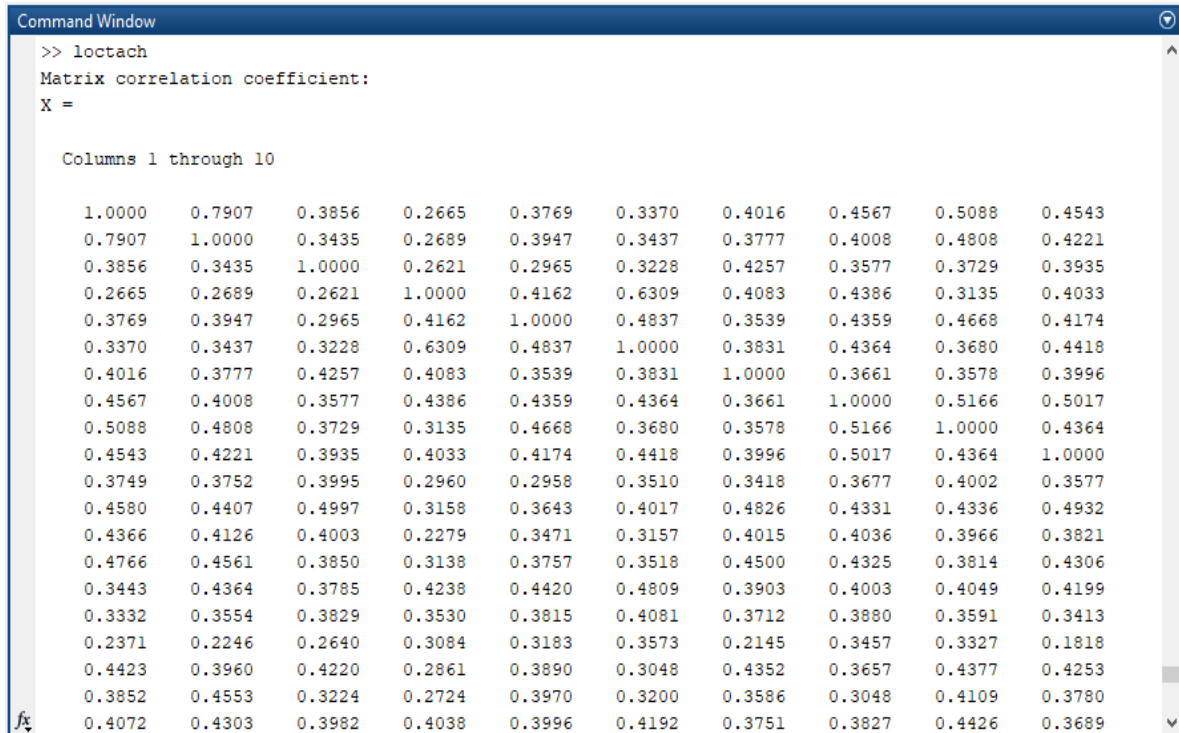 Command Window
>> loctach
Matrix correlation coefficient:
X =
Columns 1 through 10
1.0000 0.7907 0.3856 0.2665 0.3769 0.3370 0.4016 0.4567 0.5088 0.4543
0.7907 1.0000 0.3435 0.2689 0.3947 0.3437 0.3777 0.4008 0.4808 0.4221
0.3856 0.3435 1.0000 0.2621 0.2965 0.3228 0.4257 0.3577 0.3729 0.3935
0.2665 0.2689 0.2621 1.0000 0.4162 0.6309 0.4083 0.4386 0.3135 0.4033
0.3769 0.3947 0.2965 0.4162 1.0000 0.4837 0.3539 0.4359 0.4668 0.4174
0.3370 0.3437 0.3228 0.6309 0.4837 1.0000 0.3831 0.4364 0.3680 0.4418
0.4016 0.3777 0.4257 0.4083 0.3539 0.3831 1.0000 0.3661 0.3578 0.3996
0.4567 0.4008 0.3577 0.4386 0.4359 0.4364 0.3661 1.0000 0.5166 0.5017
0.5088 0.4808 0.3729 0.3135 0.4668 0.3680 0.3578 0.5166 1.0000 0.4364
0.4543 0.4221 0.3935 0.4033 0.4174 0.4418 0.3996 0.5017 0.4364 1.0000
0.3749 0.3752 0.3995 0.2960 0.2958 0.3510 0.3418 0.3677 0.4002 0.3577
0.4580 0.4407 0.4997 0.3158 0.3643 0.4017 0.4826 0.4331 0.4336 0.4932
0.4366 0.4126 0.4003 0.2279 0.3471 0.3157 0.4015 0.4036 0.3966 0.3821
0.4766 0.4561 0.3850 0.3138 0.3757 0.3518 0.4500 0.4325 0.3814 0.4306
0.3443 0.4364 0.3785 0.4238 0.4420 0.4809 0.3903 0.4003 0.4049 0.4199
0.3332 0.3554 0.3829 0.3530 0.3815 0.4081 0.3712 0.3880 0.3591 0.3413
0.2371 0.2246 0.2640 0.3084 0.3183 0.3573 0.2145 0.3457 0.3327 0.1818
0.4423 0.3960 0.4220 0.2861 0.3890 0.3048 0.4352 0.3657 0.4377 0.4253
0.3852 0.4553 0.3224 0.2724 0.3970 0.3200 0.3586 0.3048 0.4109 0.3780
fx 0.4072 0.4303 0.3982 0.4038 0.3996 0.4192 0.3751 0.3827 0.4426 0.3689